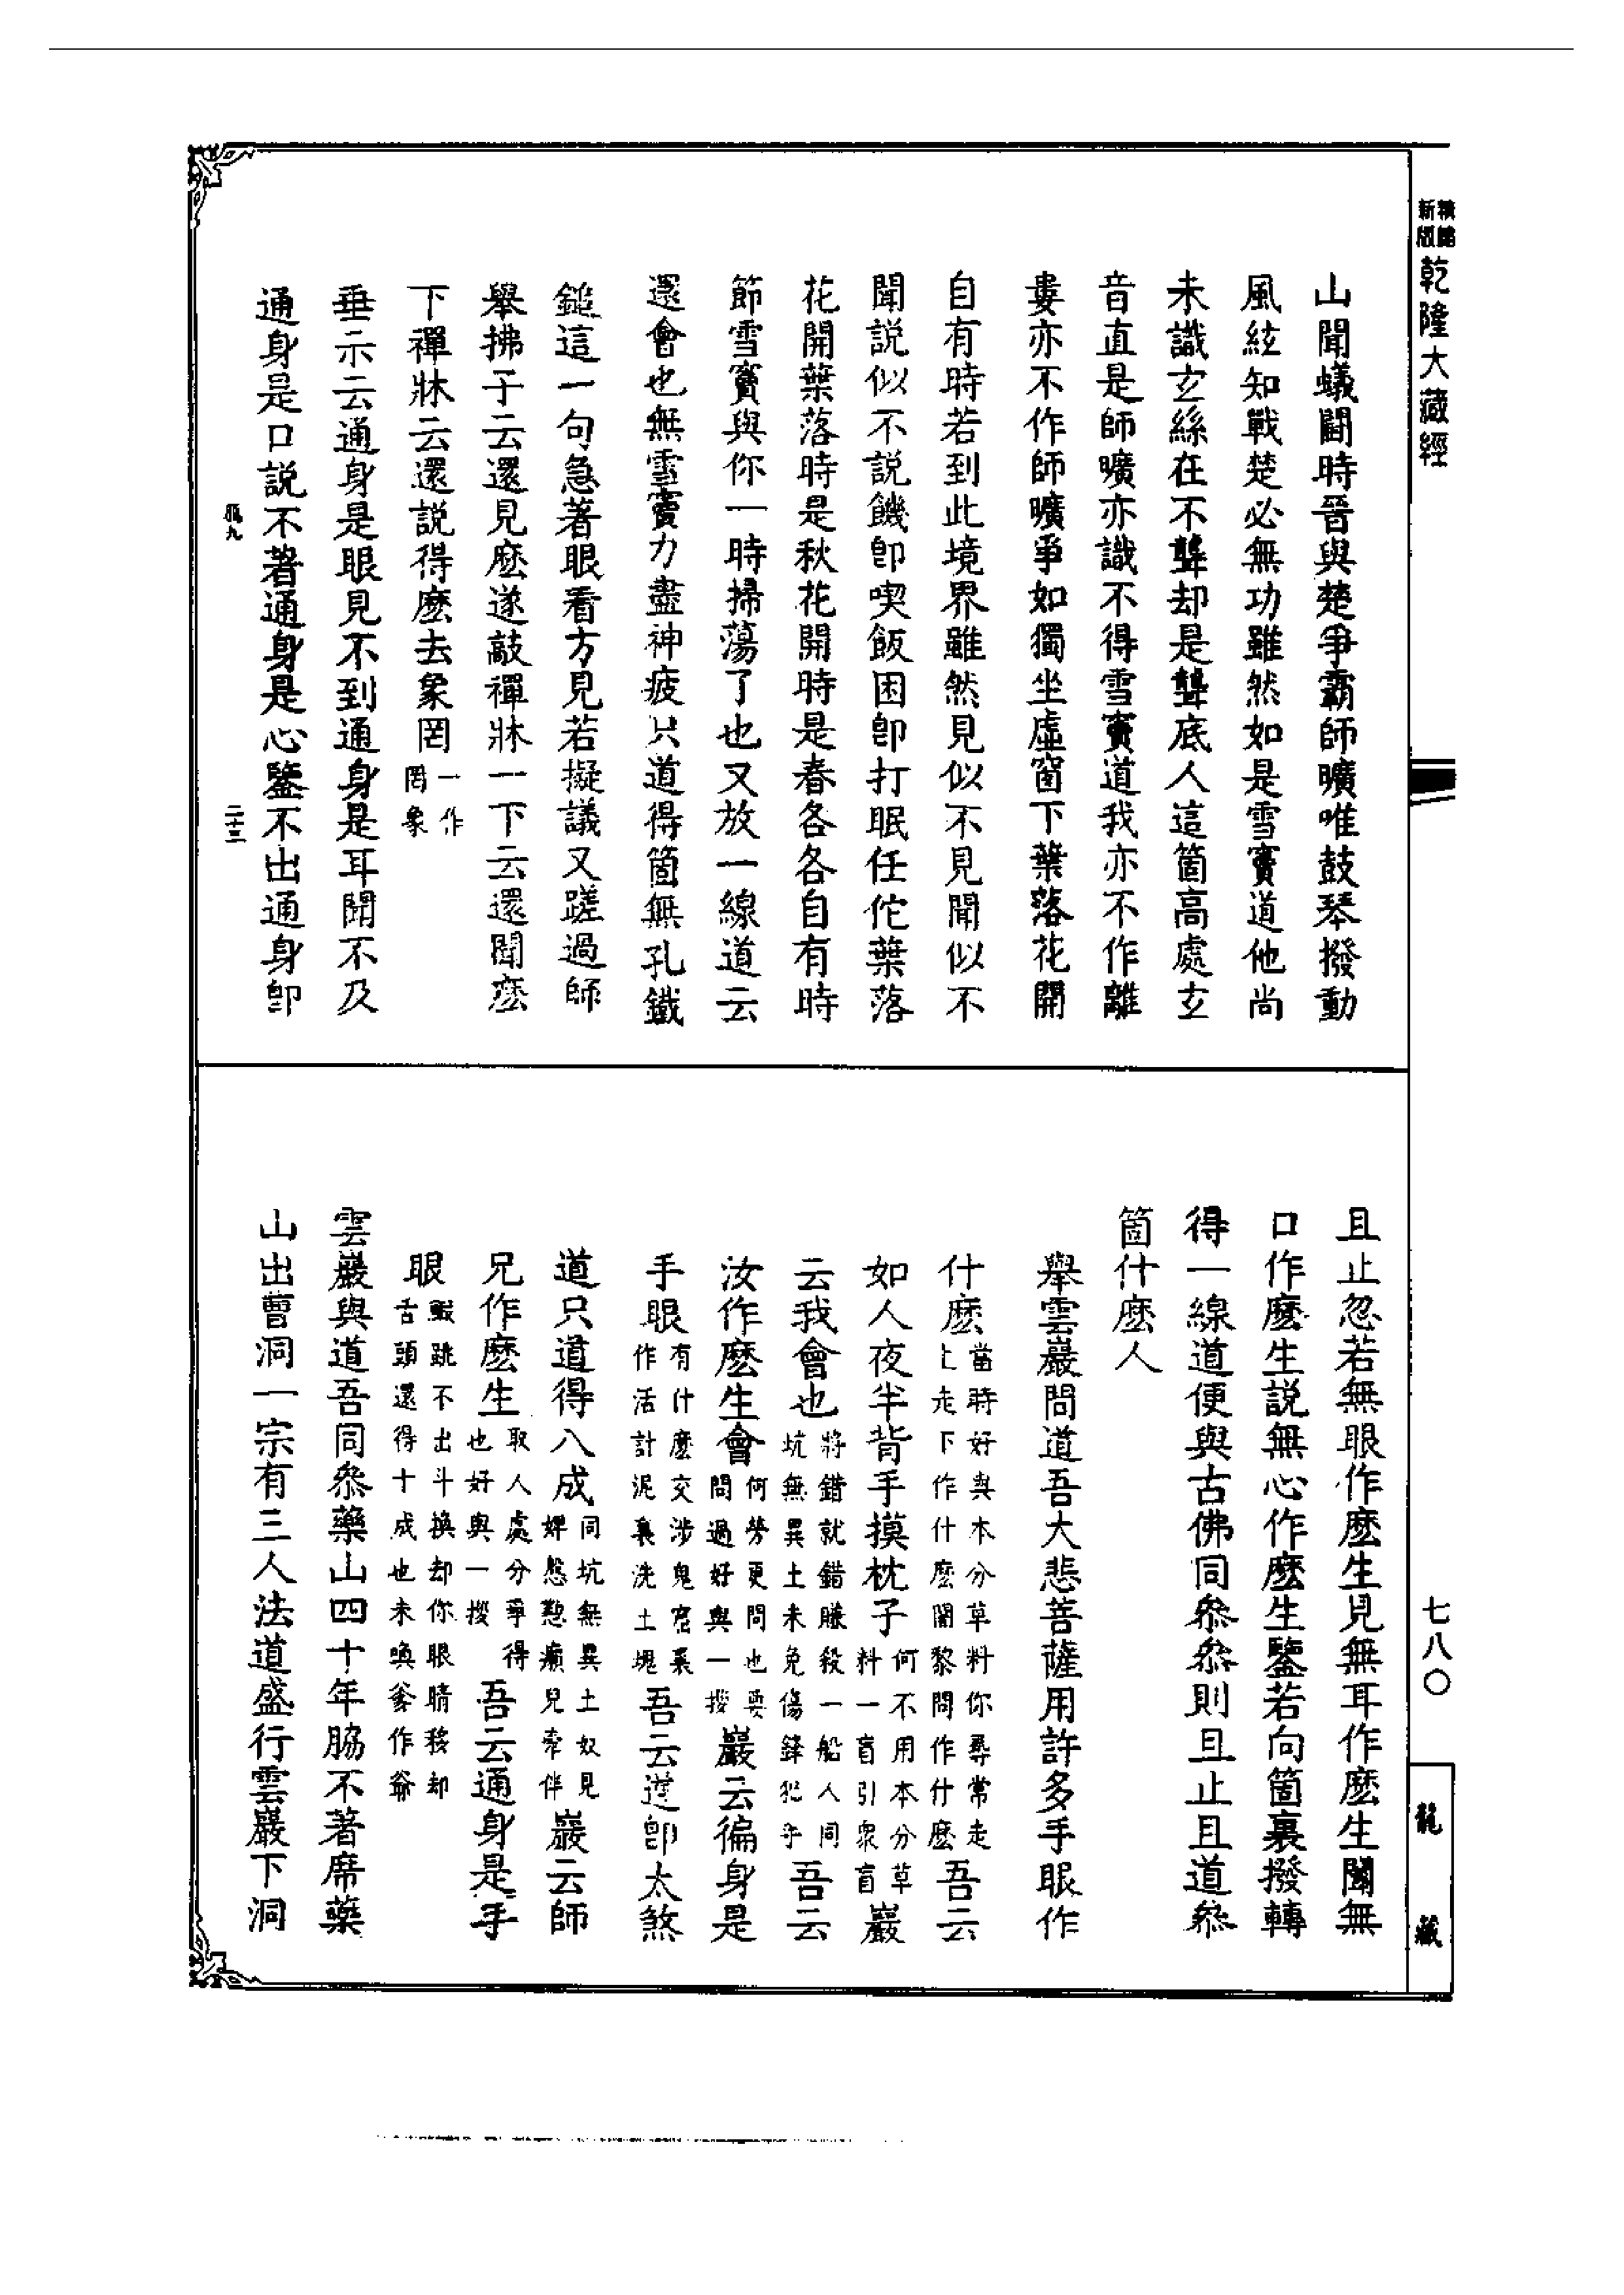 新版
乾隆大藏經
山聞蟻鬪時晉與楚爭霸師曠唯鼓琴撥動
風絃知戰楚必無功雖然如是雪竇道他尚
未識玄絲在不聾却是聾底人這箇高處玄
音直是師曠亦識不得雪竇道我亦不作離
婁亦不作師曠爭如獨坐虛窗下葉落花開
自有時若到此境界雖然見似不見聞似不
聞説似不説饑卽喫飯困卽打眠任佗葉落
花開葉落時是秋花開時是春各各自有時
節雪竇與你一時掃蕩了也又放一線道云
還會也無雪竇力盡神疲只道得箇無孔鐵
鎚這一句急著眼看方見若擬議又蹉過師
舉拂子云還見麽遂敲禪牀一下云還聞麽
下禪牀云還説得麽去象罔一作罔象
垂示云通身是眼見不到通身是耳聞不及
通身是口説不著通身是心鑒不出通身卽
二十三
且止忽若無眼作麽生見無耳作麽生聞無
口作麽生説無心作麽生鑒若向箇裏撥轉
得一線道便與古佛同叅叅則且止且道叅
箇什麽人
舉雲巖問道吾大悲菩薩用許多手眼作
什麽當時好與本分草料你尋常走上走下作什麽闍黎問作什麽吾云
如人夜半背手摸枕子何不用本分草料一盲引衆盲巖
云我會也將錯就錯賺殺一船人同坑無異土未免傷鋒犯手吾云
汝作麽生會何勞更問也要問過好與一拶巖云徧身是
手眼有什麽交涉鬼窟裏作活計泥裏洗土塊吾云道卽太煞
道只道得八成同坑無異土奴見婢慇懃癩兒牽伴巖云師
兄作麽生取人處分爭得也好與一拶吾云通身是手
眼鰕跳不出斗換却你眼睛移却舌頭還得十成也未喚爹作爺
雲巖與道吾同叅藥山四十年脇不著席藥
山出曹洞一宗有三人法道盛行雲巖下洞
七八〇
龍藏